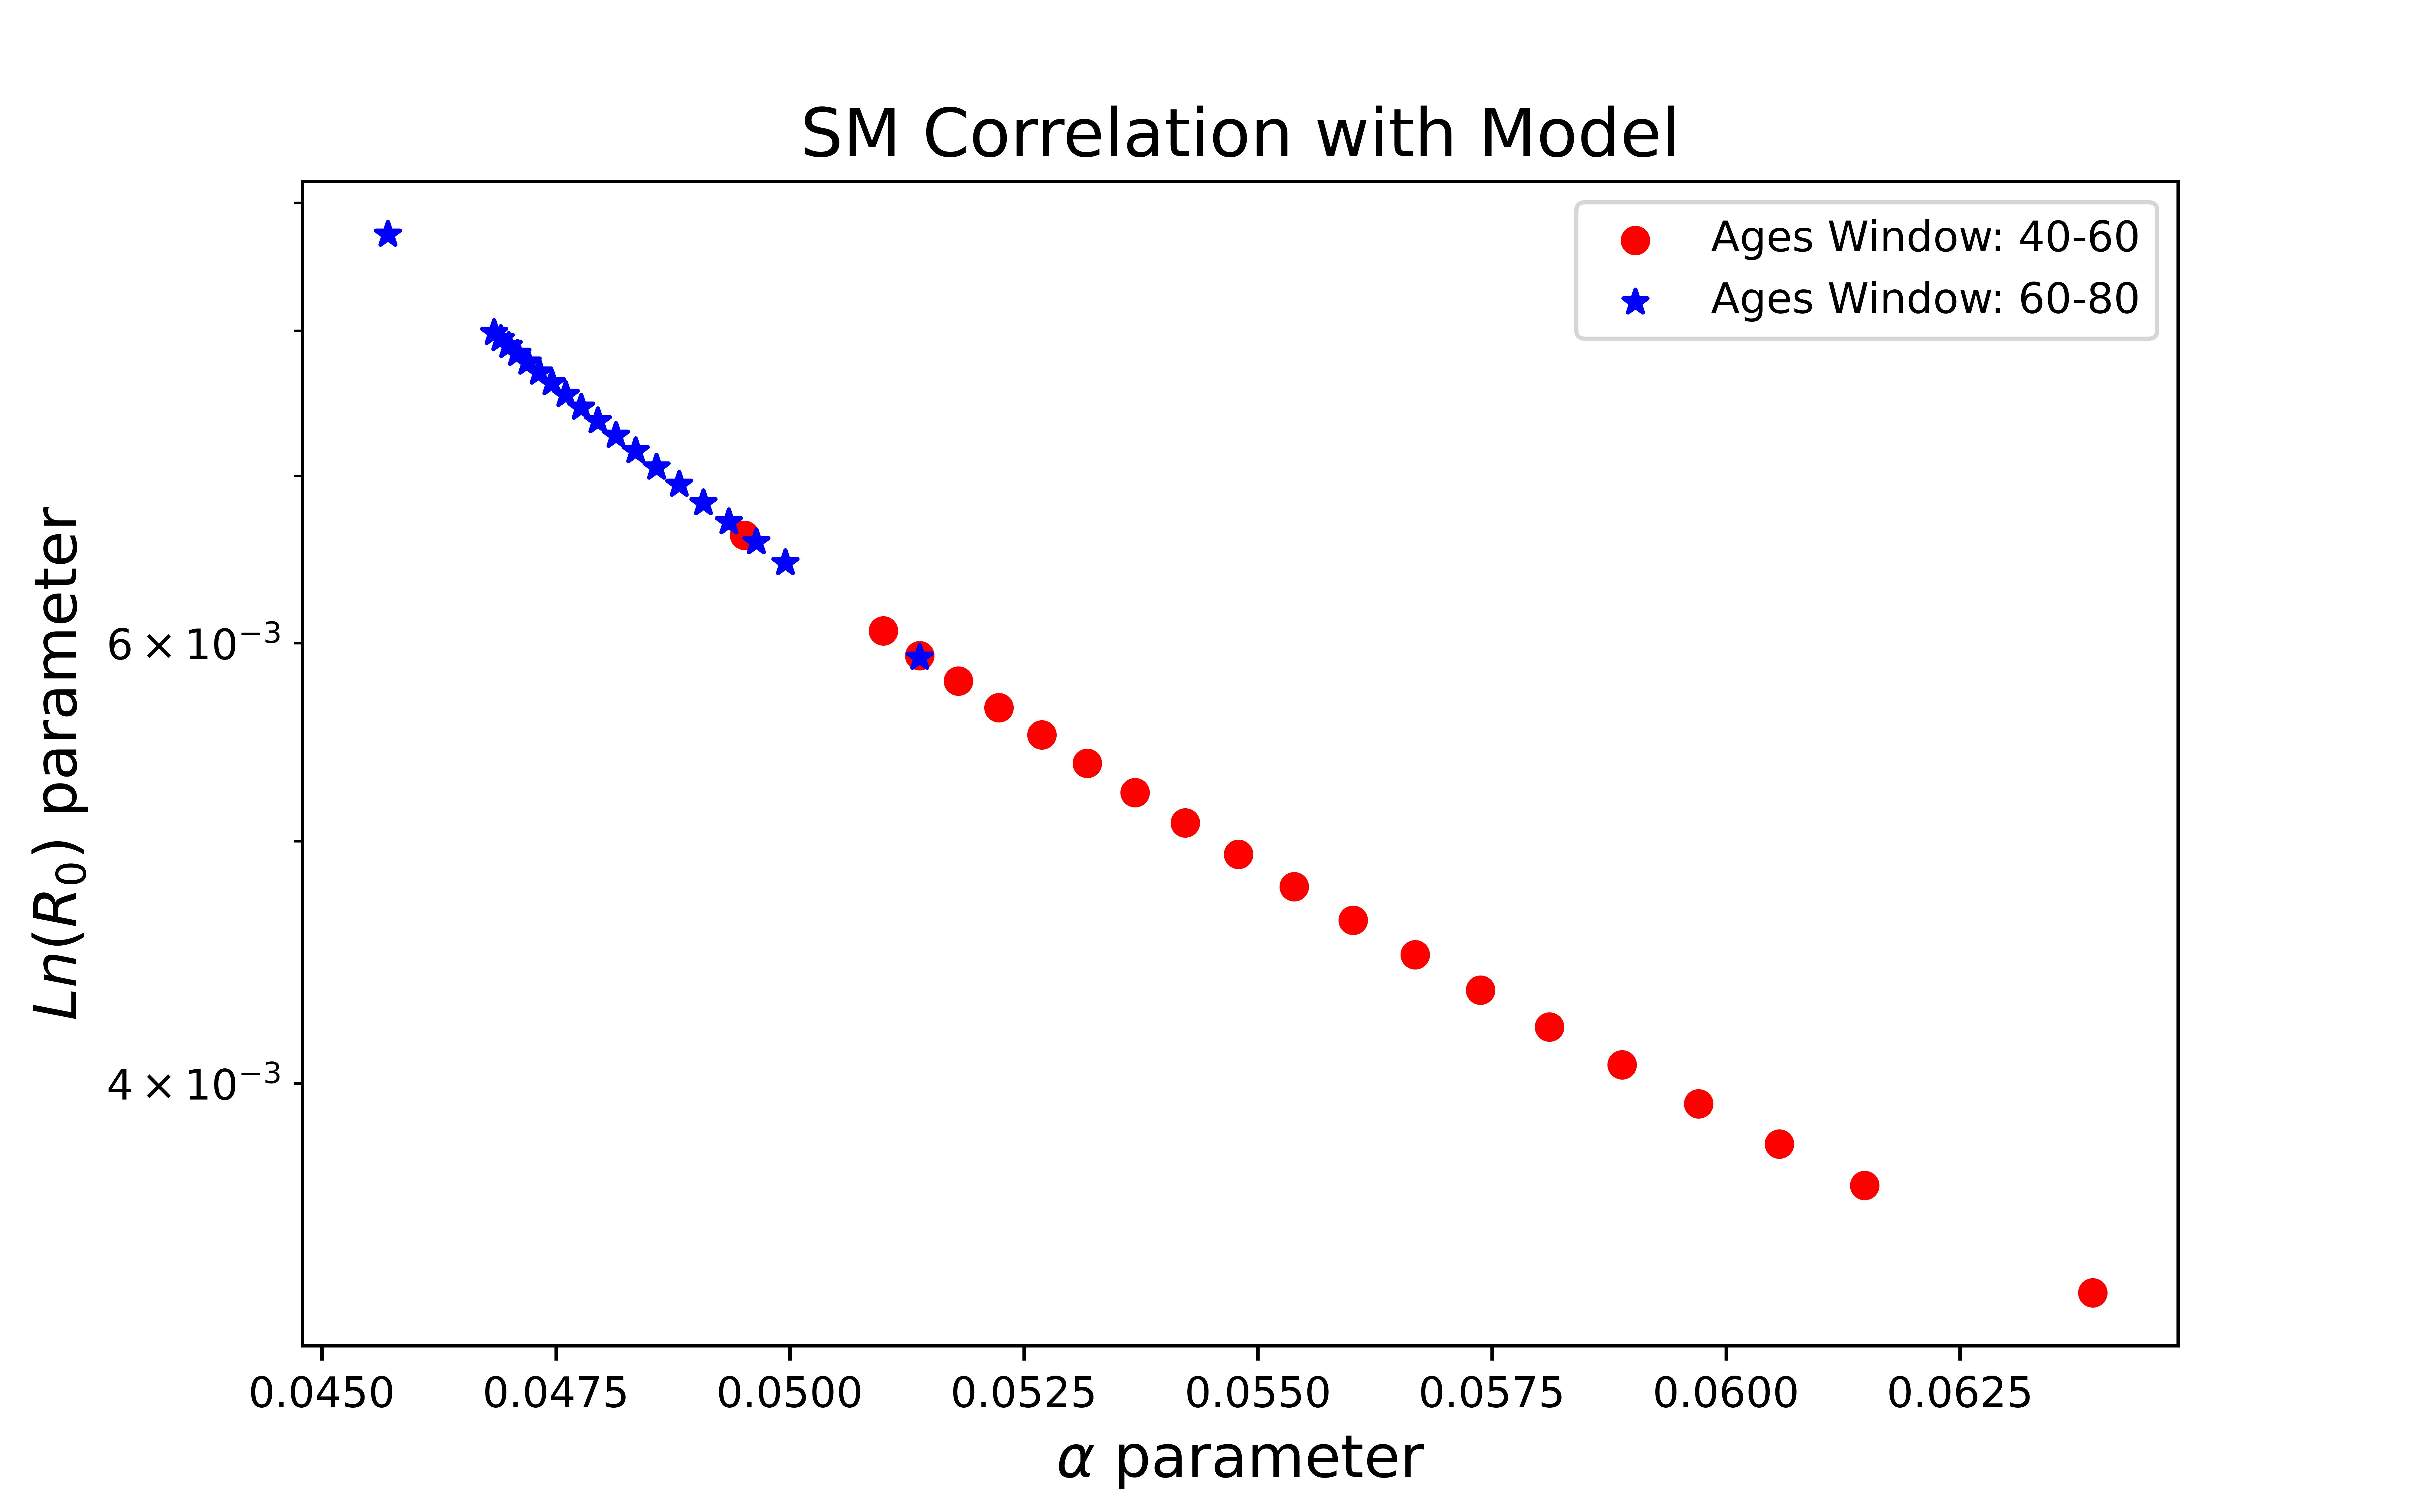 SM Correlation with Model
Ages Window: 40-60
Ages Window: 60-80
Ln(R₀) parameter
6 × 10⁻³
4 × 10⁻³
0.0450 0.0475 0.0500 0.0525 0.0550 0.0575 0.0600 0.0625
α parameter